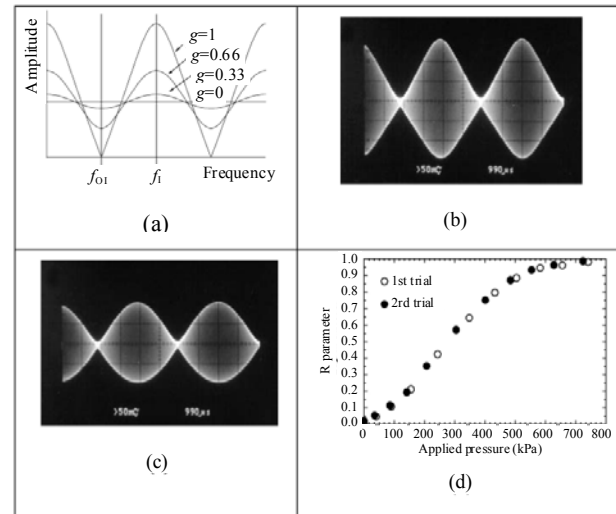 Amplitude
g=1
g=0.66
g=0.33
g=0
fOI
fI
Frequency
(a)
>50mC
990µs
(b)
>50mC
990µs
(c)
R parameter
1.0
0.9
0.8
0.7
0.6
0.5
0.4
0.3
0.2
0.1
0.0
1st trial
2rd trial
0 100 200 300 400 500 600 700 800
Applied pressure (kPa)
(d)